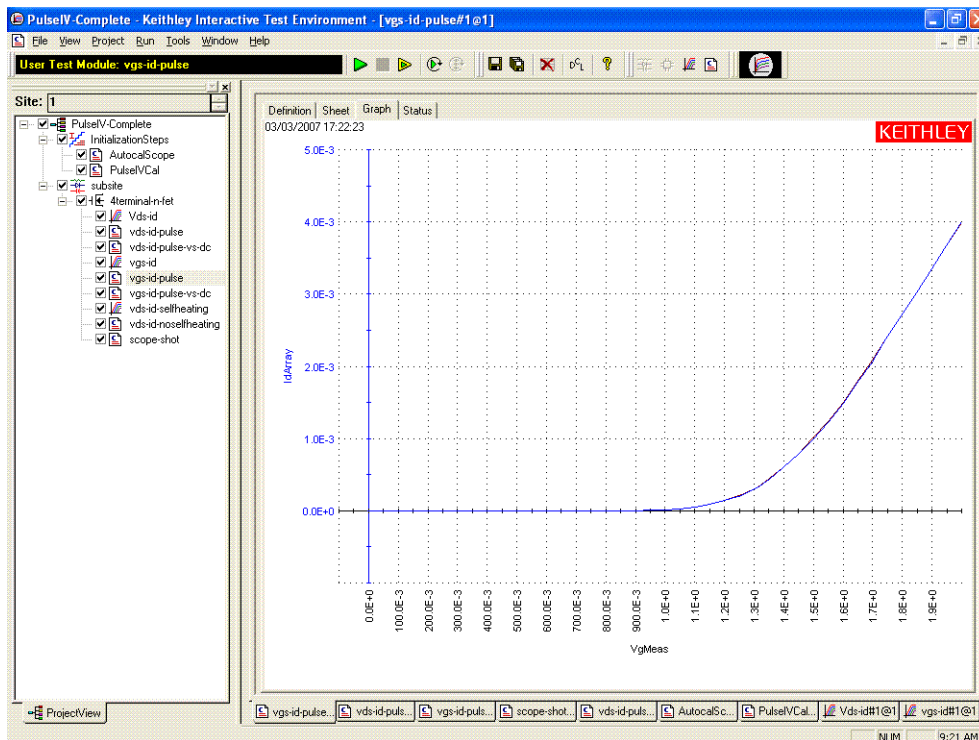 PulseIV-Complete - Keithley Interactive Test Environment - [vgs-id-pulse#1@1]
File View Project Run Tools Window Help
User Test Module: vgs-id-pulse
Site: 1
PulseIV-Complete
InitializationSteps
AutocalScope
PulseIVCal
subsite
4terminal-n-fet
Vds-id
vds-id-pulse
vds-id-pulse-vs-dc
vgs-id
vgs-id-pulse
vgs-id-pulse-vs-dc
vds-id-selfheating
vds-id-noselfheating
scope-shot
ProjectView
Definition Sheet Graph Status
03/03/2007 17:22:23
KEITHLEY
5.0E-3
4.0E-3
3.0E-3
2.0E-3
1.0E-3
0.0E+0
IdArray
0.0E+0 100.0E-3 200.0E-3 300.0E-3 400.0E-3 500.0E-3 600.0E-3 700.0E-3 800.0E-3 900.0E-3 1.0E+0 1.1E+0 1.2E+0 1.3E+0 1.4E+0 1.5E+0 1.6E+0 1.7E+0 1.8E+0 1.9E+0
VgMeas
vgs-id-pulse... vds-id-puls... vgs-id-puls... scope-shot... vds-id-puls... AutocalSc... PulseIVCal... Vds-id#1@1 vgs-id#1@1
NUM 9:21 AM